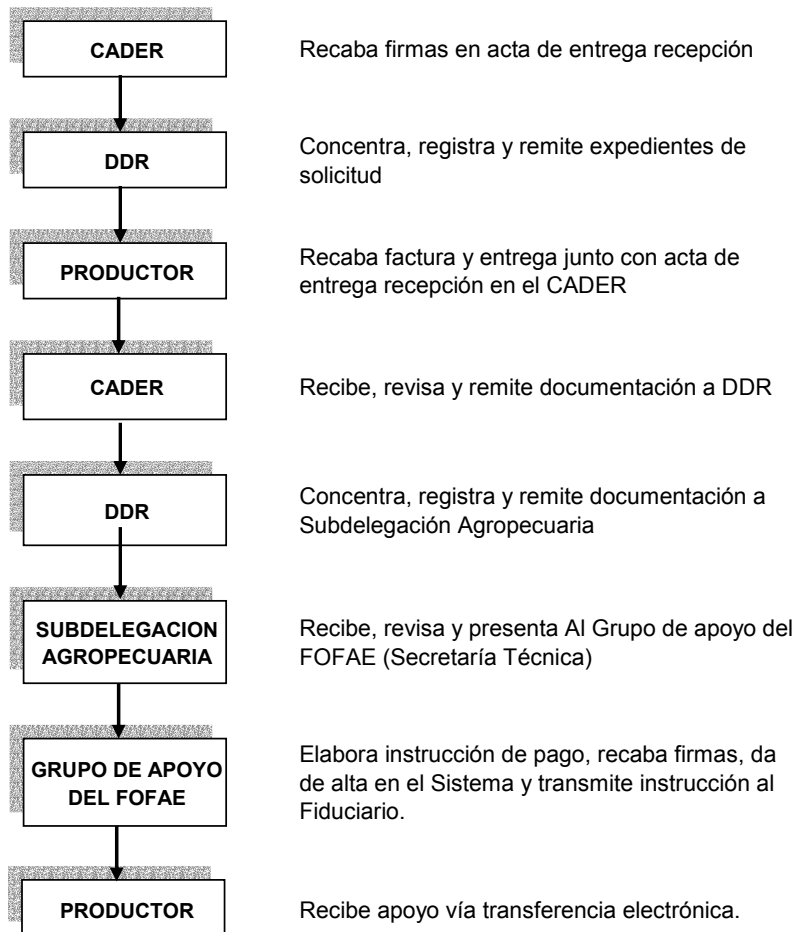 CADER
Recaba firmas en acta de entrega recepción
DDR
Concentra, registra y remite expedientes de
solicitud
PRODUCTOR
Recaba factura y entrega junto con acta de
entrega recepción en el CADER
CADER
Recibe, revisa y remite documentación a DDR
DDR
Concentra, registra y remite documentación a
Subdelegación Agropecuaria
SUBDELEGACION
AGROPECUARIA
Recibe, revisa y presenta Al Grupo de apoyo del
FOFAE (Secretaría Técnica)
GRUPO DE APOYO
DEL FOFAE
Elabora instrucción de pago, recaba firmas, da
de alta en el Sistema y transmite instrucción al
Fiduciario.
PRODUCTOR
Recibe apoyo vía transferencia electrónica.